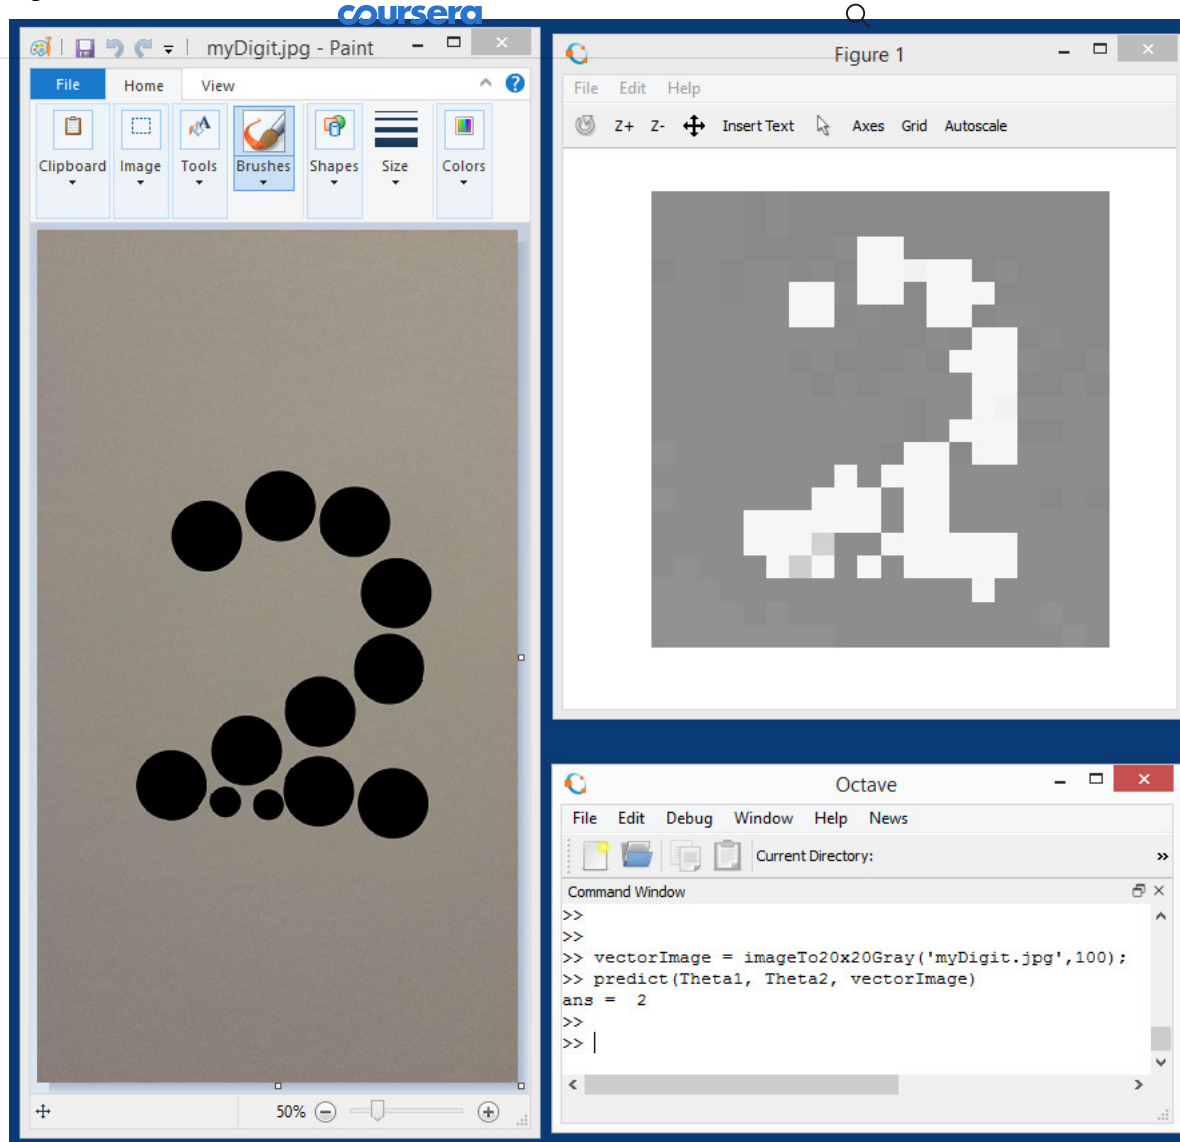 coursera
myDigit.jpg - Paint
File Home View
Clipboard Image Tools Brushes Shapes Size Colors
50%
Figure 1
File Edit Help
Z+ Z- Insert Text Axes Grid Autoscale
Octave
File Edit Debug Window Help News
Current Directory:
Command Window
>>
>>
>> vectorImage = imageTo20x20Gray('myDigit.jpg',100);
>> predict(Theta1, Theta2, vectorImage)
ans =  2
>>
>>